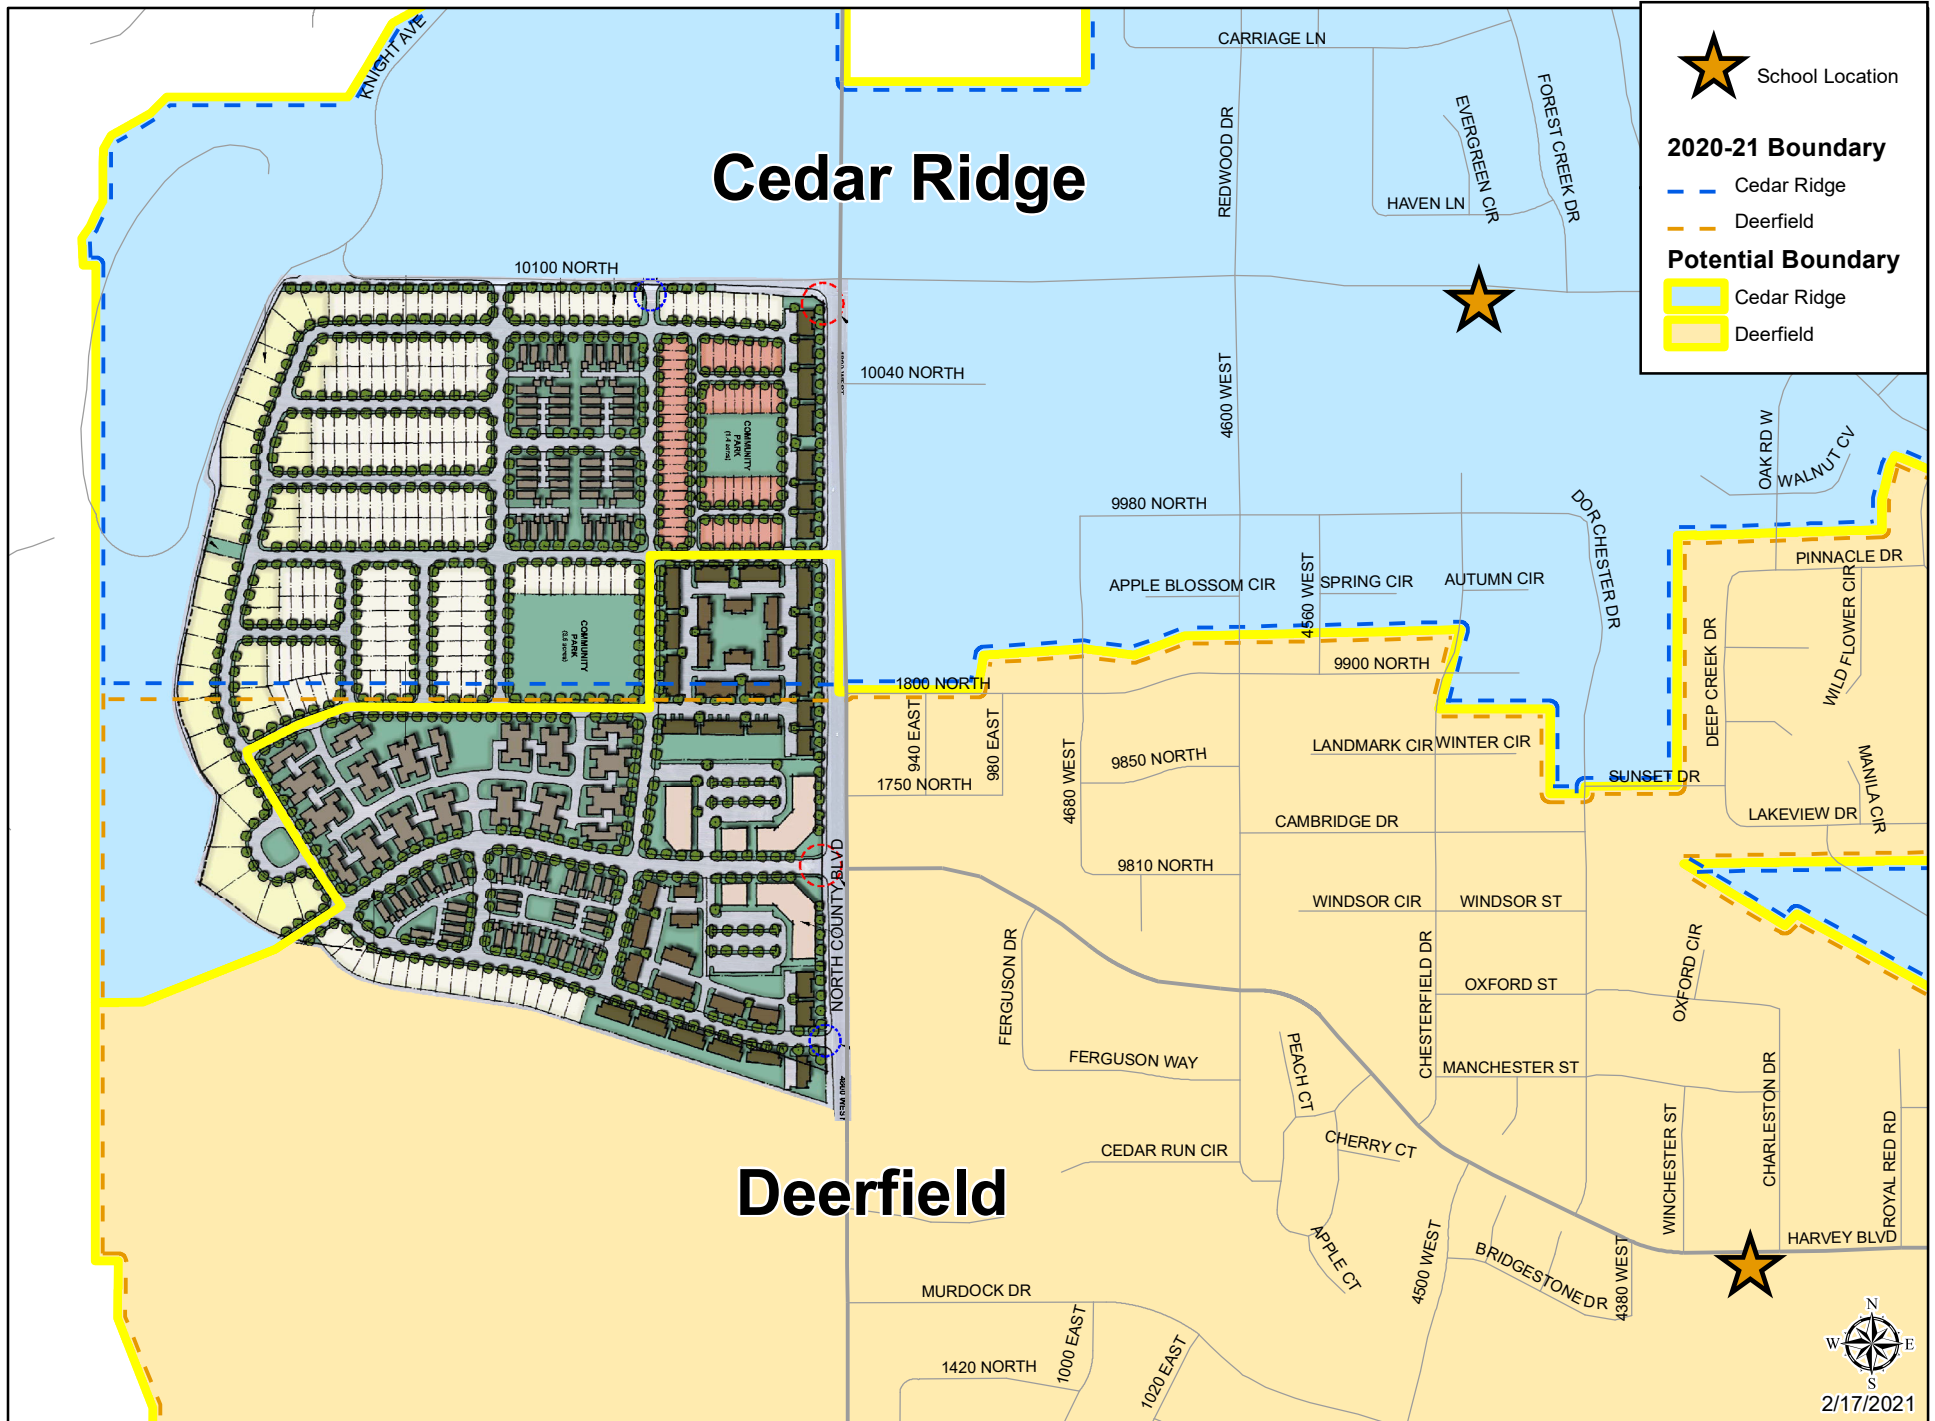 KNIGHT AVE
CARRIAGE LN
School Location
FOREST CREEK DR
EVERGREEN CIR
REDWOOD DR
2020-21 Boundary
Cedar Ridge
Deerfield
Potential Boundary
Cedar Ridge
Deerfield
Cedar Ridge
HAVEN LN
10100 NORTH
10040 NORTH
4600 WEST
COMMUNITY
PARK
OAK RD W
WALNUT CV
9980 NORTH
DORCHESTER DR
PINNACLE DR
APPLE BLOSSOM CIR
4560 WEST
SPRING CIR
AUTUMN CIR
WILD FLOWER CIR
DEEP CREEK DR
COMMUNITY
PARK
9900 NORTH
1800 NORTH
940 EAST
980 EAST
4680 WEST
9850 NORTH
LANDMARK CIR
WINTER CIR
1750 NORTH
SUNSET DR
MANILA CIR
LAKEVIEW DR
CAMBRIDGE DR
9810 NORTH
NORTH COUNTY BLVD
WINDSOR CIR
WINDSOR ST
FERGUSON DR
CHESTERFIELD DR
OXFORD CIR
OXFORD ST
FERGUSON WAY
PEACH CT
MANCHESTER ST
CHARLESTON DR
4800 WEST
WINCHESTER ST
ROYAL RED RD
CHERRY CT
CEDAR RUN CIR
Deerfield
HARVEY BLVD
APPLE CT
4500 WEST
BRIDGESTONE DR
4380 WEST
MURDOCK DR
1000 EAST
1020 EAST
1420 NORTH
N
W
E
S
2/17/2021